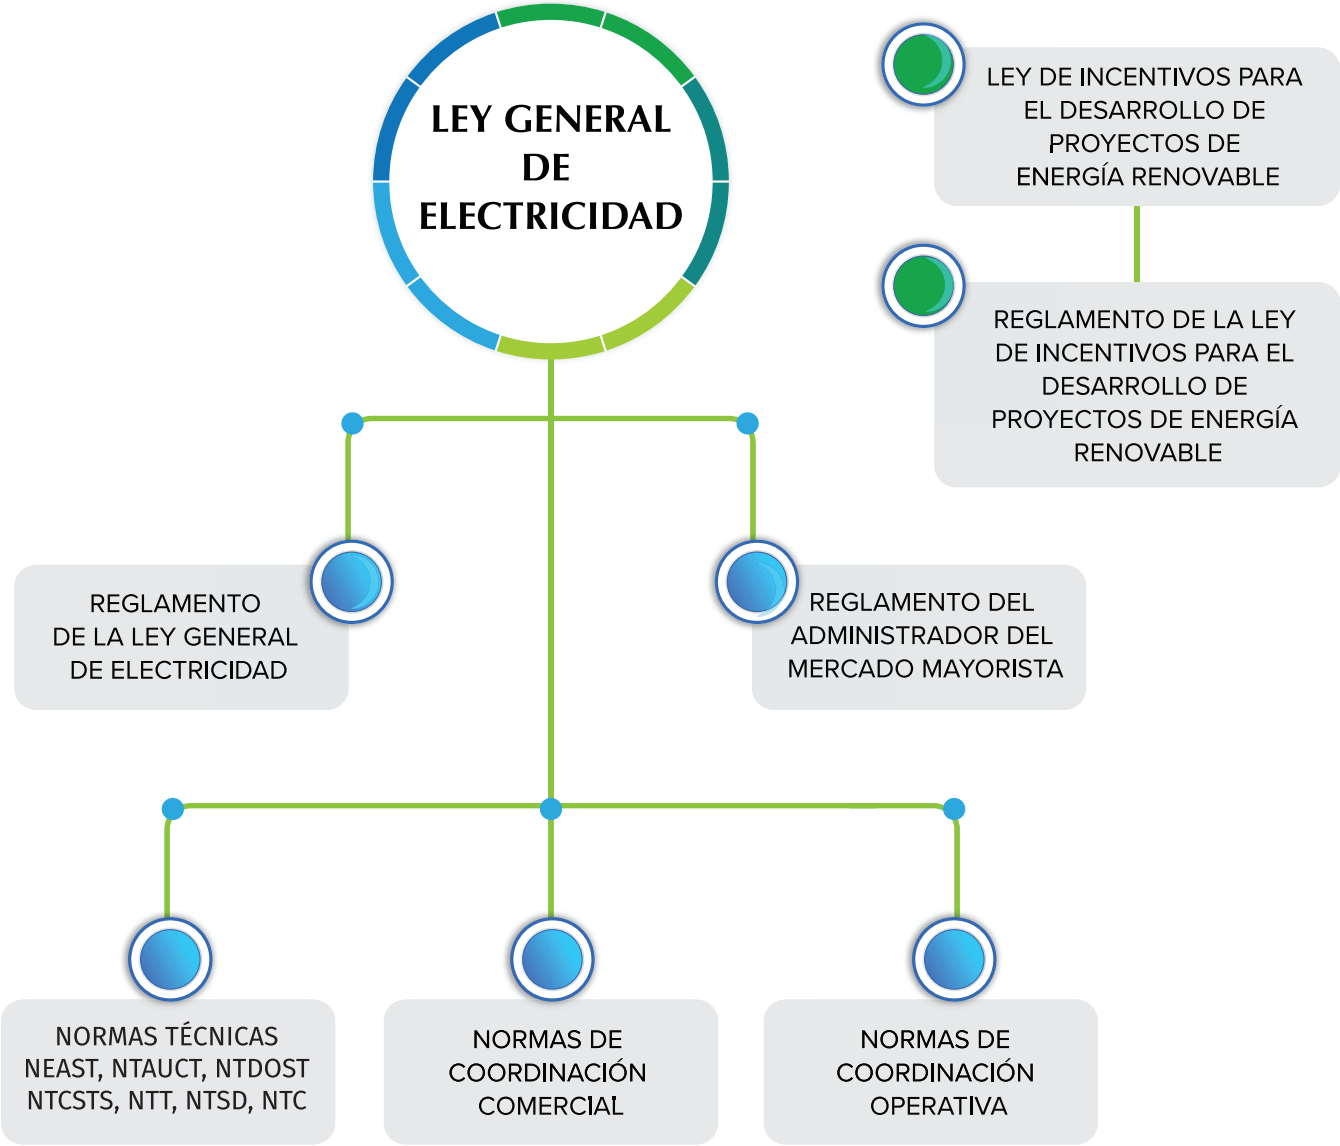 LEY GENERAL
DE
ELECTRICIDAD
LEY DE INCENTIVOS PARA
EL DESARROLLO DE
PROYECTOS DE
ENERGÍA RENOVABLE
REGLAMENTO DE LA LEY
DE INCENTIVOS PARA EL
DESARROLLO DE
PROYECTOS DE ENERGÍA
RENOVABLE
REGLAMENTO
DE LA LEY GENERAL
DE ELECTRICIDAD
REGLAMENTO DEL
ADMINISTRADOR DEL
MERCADO MAYORISTA
NORMAS TÉCNICAS
NEAST, NTAUCT, NTDOST
NTCSTS, NTT, NTSD, NTC
NORMAS DE
COORDINACIÓN
COMERCIAL
NORMAS DE
COORDINACIÓN
OPERATIVA